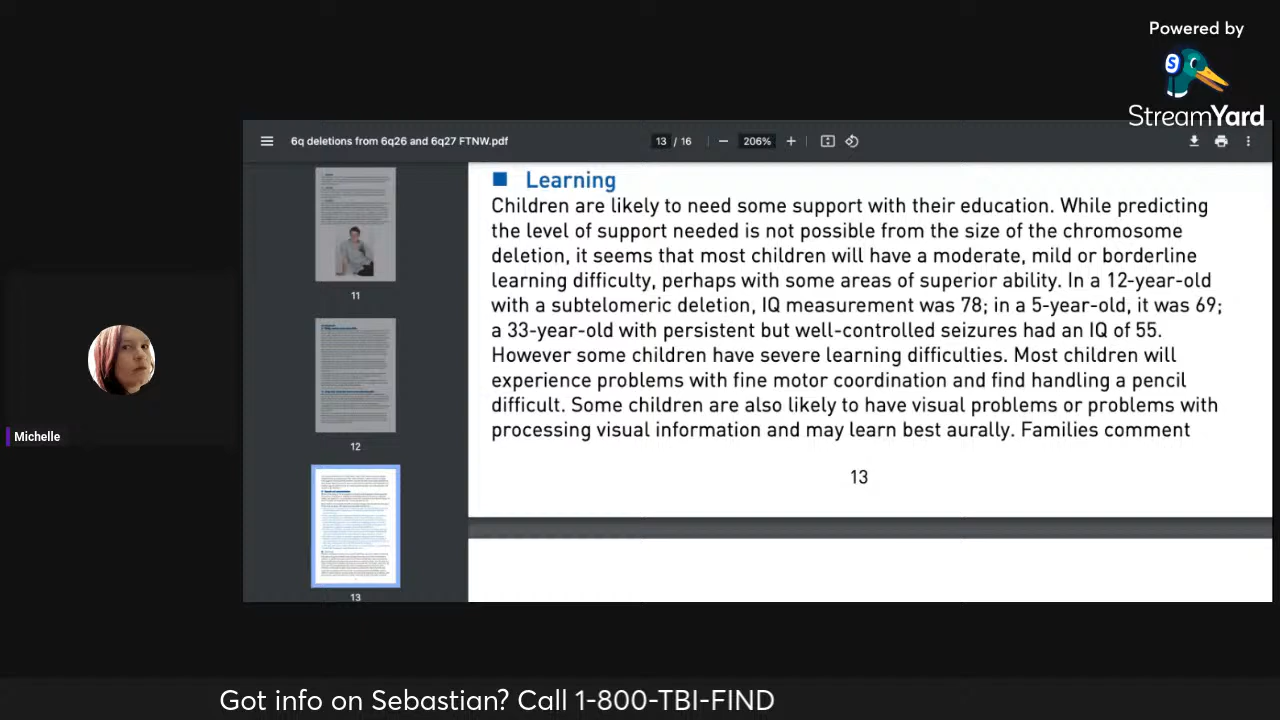 Powered by
S
StreamYard
6q deletions from 6q26 and 6q27 FTNW.pdf
13 / 16
206%
Learning
Children are likely to need some support with their education. While predicting
the level of support needed is not possible from the size of the chromosome
deletion, it seems that most children will have a moderate, mild or borderline
learning difficulty, perhaps with some areas of superior ability. In a 12-year-old
with a subtelomeric deletion, IQ measurement was 78; in a 5-year-old, it was 69;
a 33-year-old with persistent but well-controlled seizures had an IQ of 55.
However some children have severe learning difficulties. Most children will
experience problems with fine motor coordination and find handling a pencil
difficult. Some children are also likely to have visual problems or problems with
processing visual information and may learn best aurally. Families comment
13
11
12
13
Michelle
Got info on Sebastian? Call 1-800-TBI-FIND